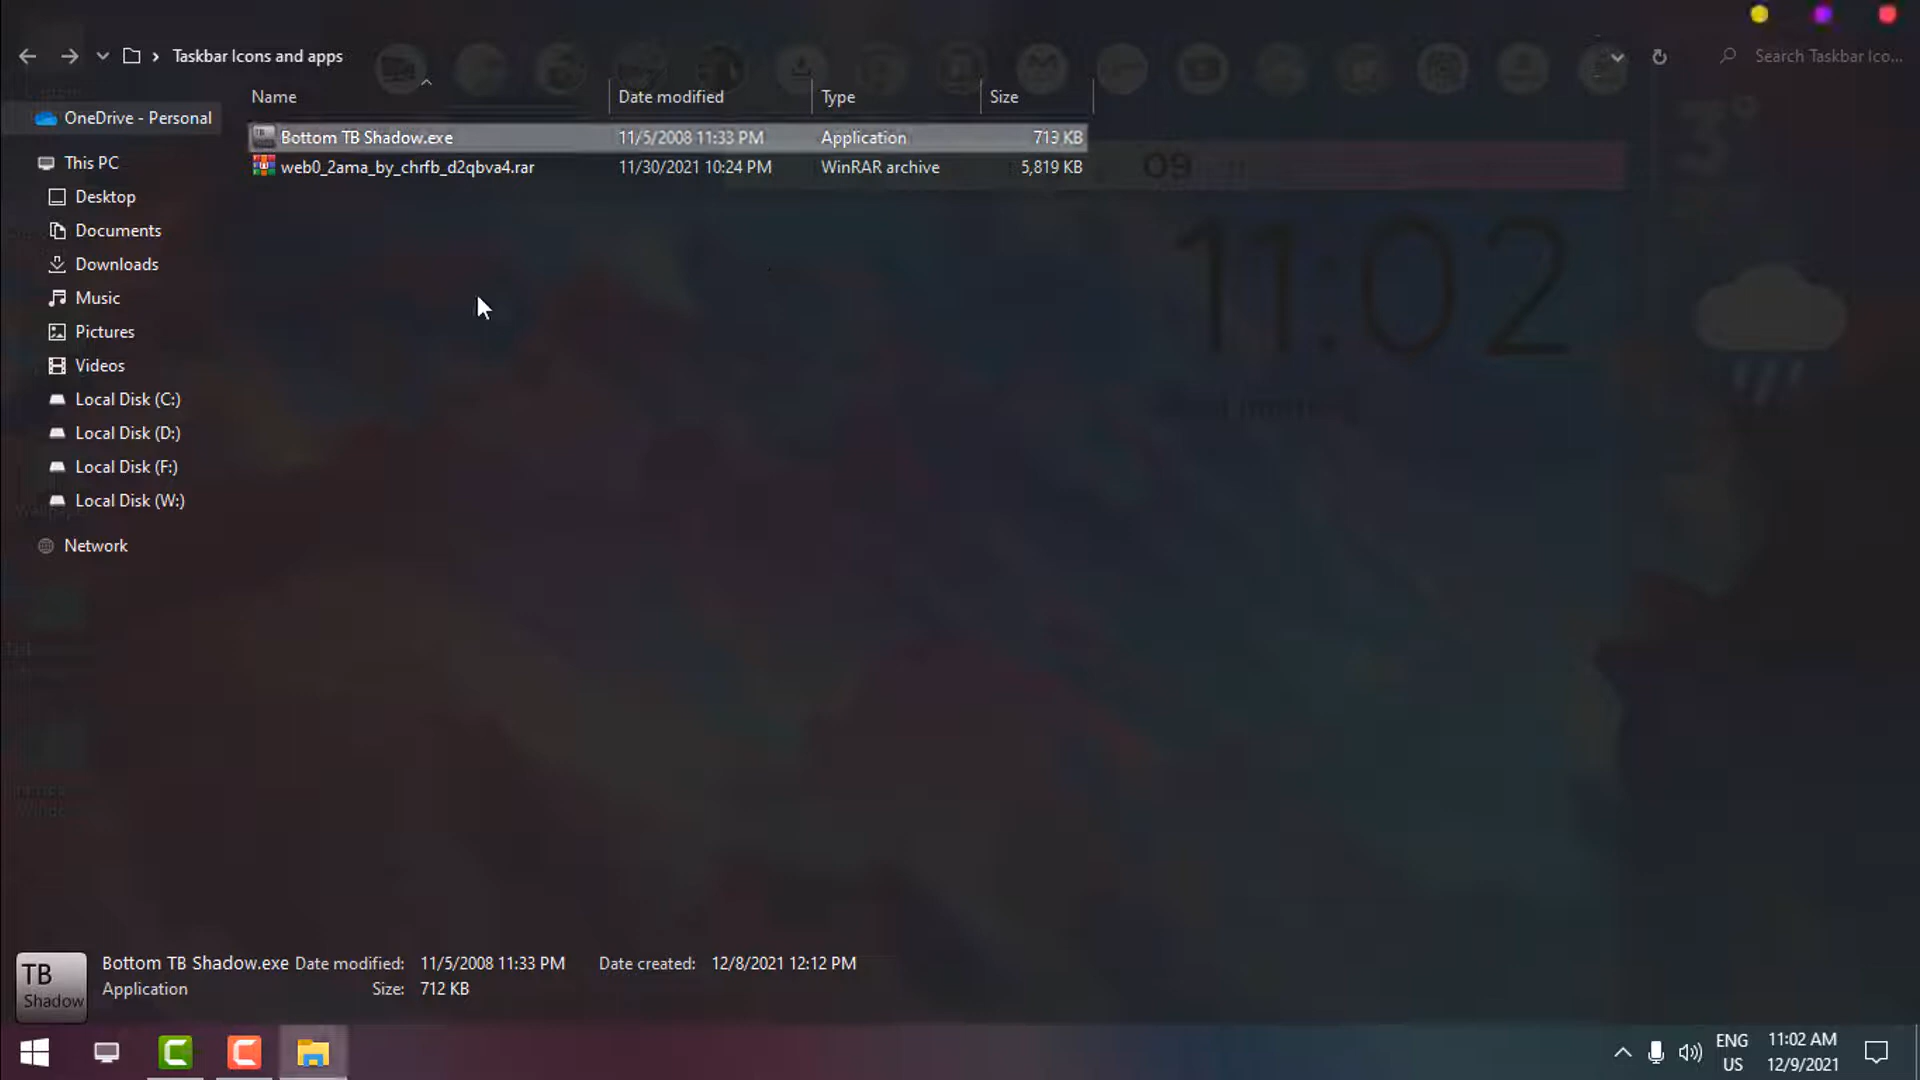 Taskbar Icons and apps
Search Taskbar Ico...
Name Date modified Type Size
OneDrive - Personal
Bottom TB Shadow.exe 11/5/2008 11:33 PM Application 713 KB
web0_2ama_by_chrfb_d2qbva4.rar 11/30/2021 10:24 PM WinRAR archive 5,819 KB
09
3°
11:02
This PC
Desktop
Documents
Downloads
Music
Pictures
Videos
Local Disk (C:)
Local Disk (D:)
Local Disk (F:)
Local Disk (W:)
Network
TB
Shadow
Bottom TB Shadow.exe Date modified: 11/5/2008 11:33 PM Date created: 12/8/2021 12:12 PM
Application Size: 712 KB
ENG
US
11:02 AM
12/9/2021